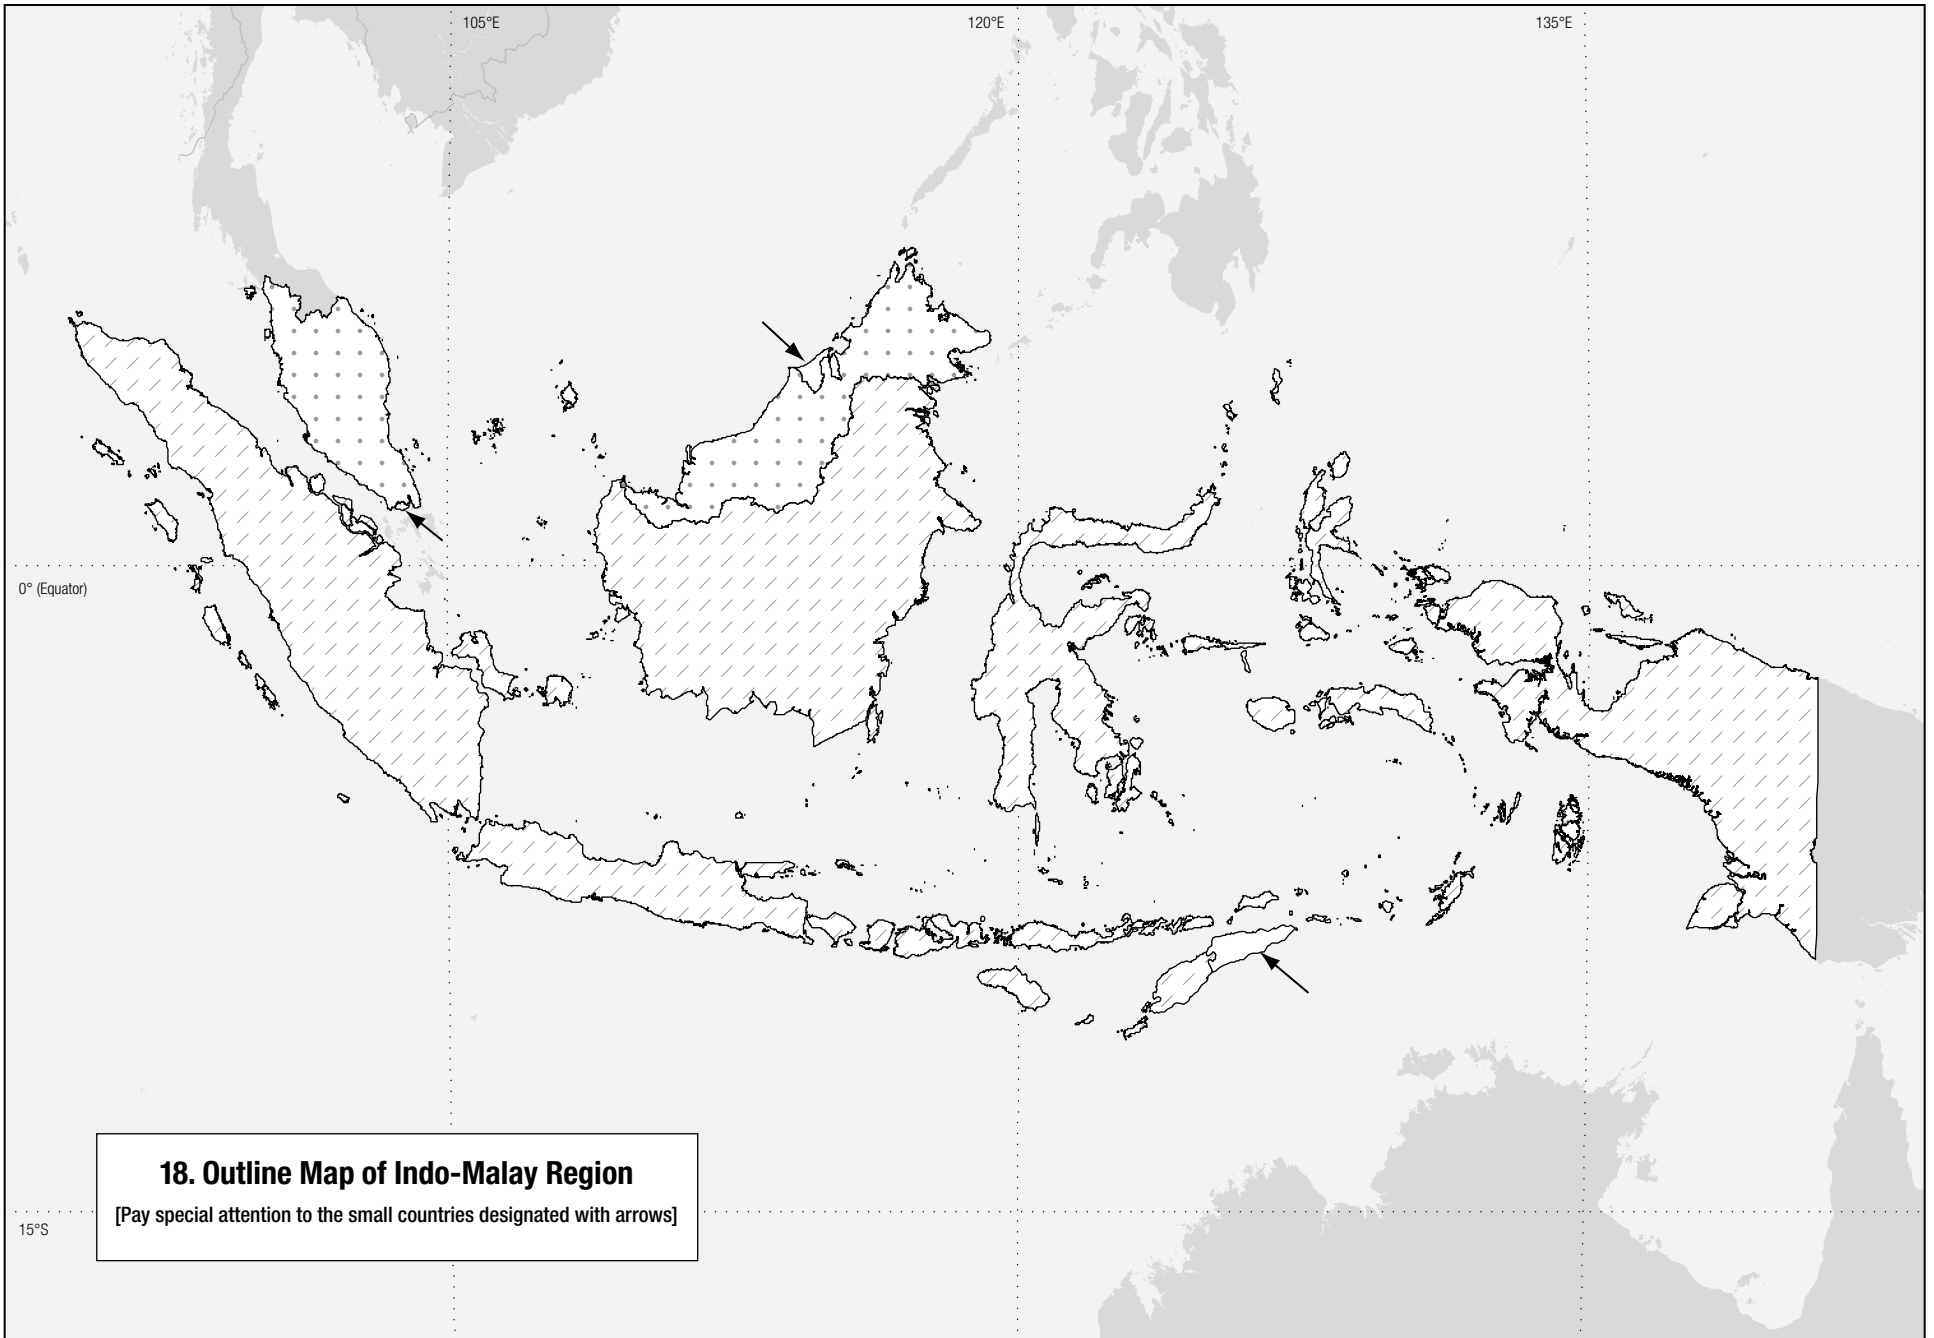 105°E
120°E
135°E
0° (Equator)
18. Outline Map of Indo-Malay Region
[Pay special attention to the small countries designated with arrows]
15°S